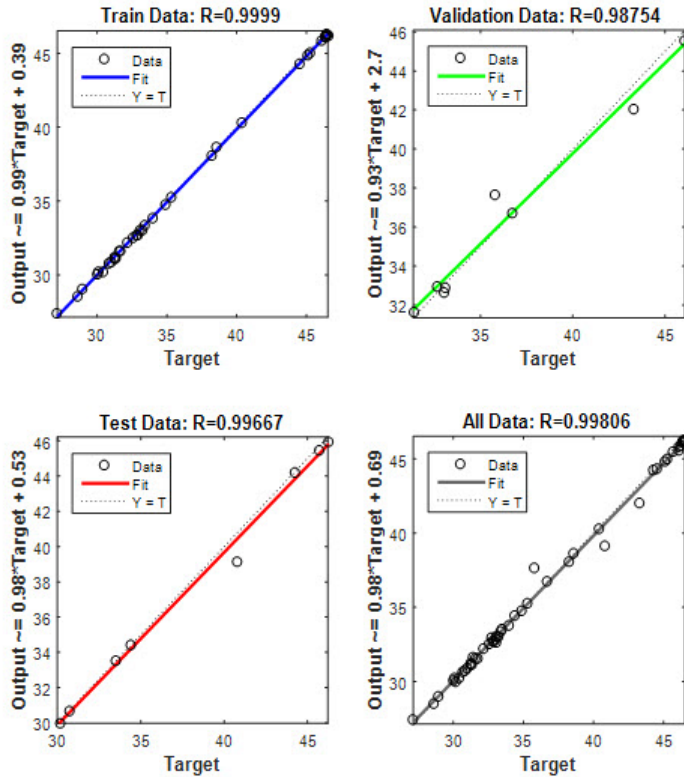 Train Data: R=0.9999
Output ~= 0.99*Target + 0.39
45
40
35
30
Data
Fit
Y = T
30
35
40
45
Target
Validation Data: R=0.98754
Output ~= 0.93*Target + 2.7
46
44
42
40
38
36
34
32
Data
Fit
Y = T
35
40
45
Target
Test Data: R=0.99667
Output ~= 0.98*Target + 0.53
46
44
42
40
38
36
34
32
30
Data
Fit
Y = T
30
35
40
45
Target
All Data: R=0.99806
Output ~= 0.98*Target + 0.69
45
40
35
30
Data
Fit
Y = T
30
35
40
45
Target